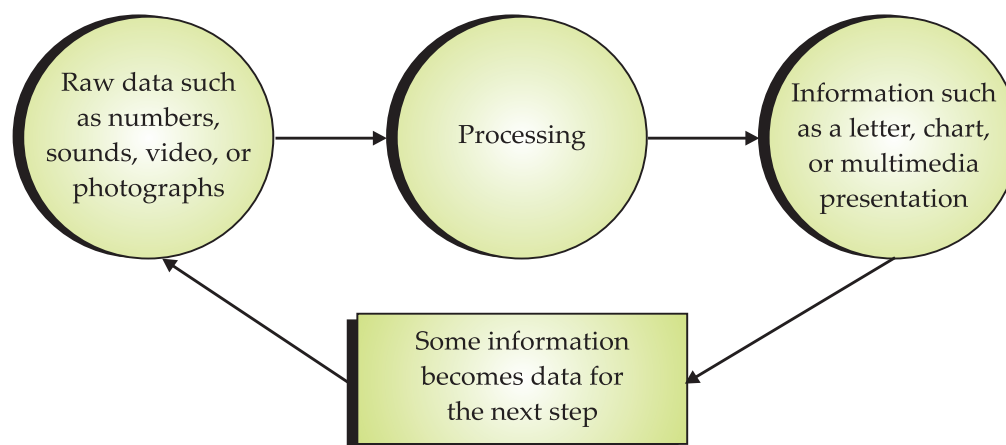 Raw data such
as numbers,
sounds, video, or
photographs
Processing
Information such
as a letter, chart,
or multimedia
presentation
Some information
becomes data for
the next step